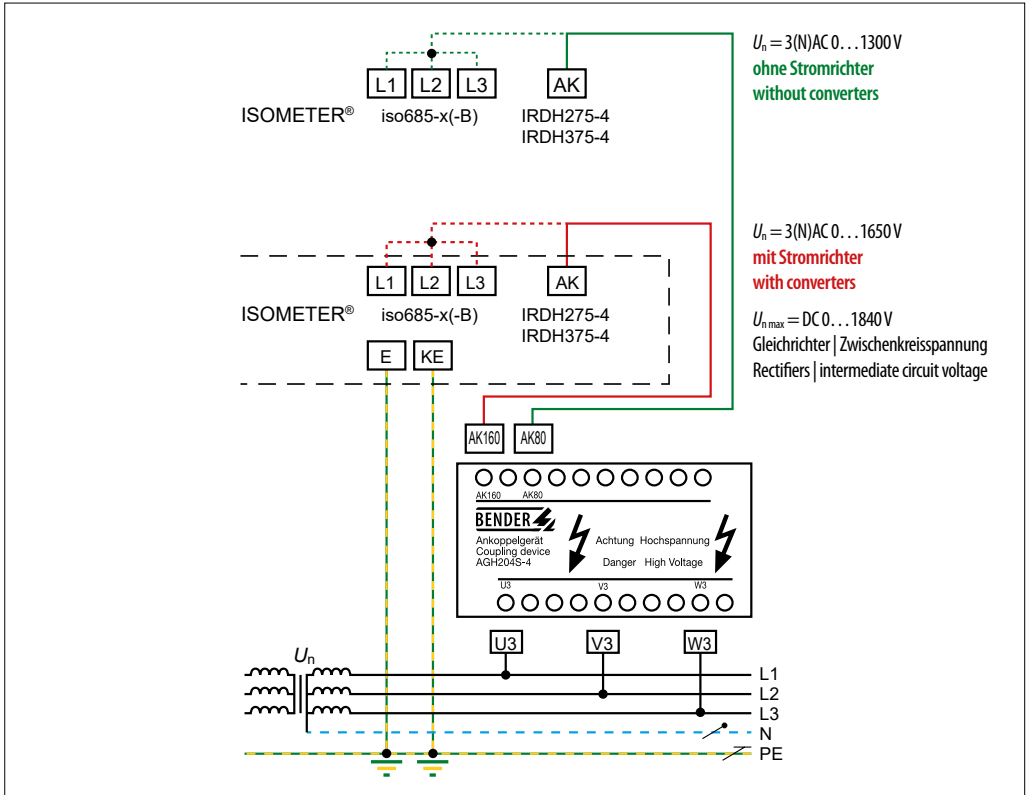 Un = 3(N)AC 0…1300 V
ohne Stromrichter
without converters
L1 L2 L3 AK
ISOMETER® iso685-x(-B) IRDH275-4
IRDH375-4
Un = 3(N)AC 0…1650 V
mit Stromrichter
with converters
L1 L2 L3 AK
ISOMETER® iso685-x(-B) IRDH275-4
IRDH375-4
Un max = DC 0…1840 V
Gleichrichter | Zwischenkreisspannung
Rectifiers | intermediate circuit voltage
E KE
AK160 AK80
AK160 AK80
BENDER
Ankoppelgerät
Coupling device
AGH204S-4
Achtung Hochspannung
Danger High Voltage
U3 V3 W3
U3 V3 W3
Un
L1
L2
L3
N
PE